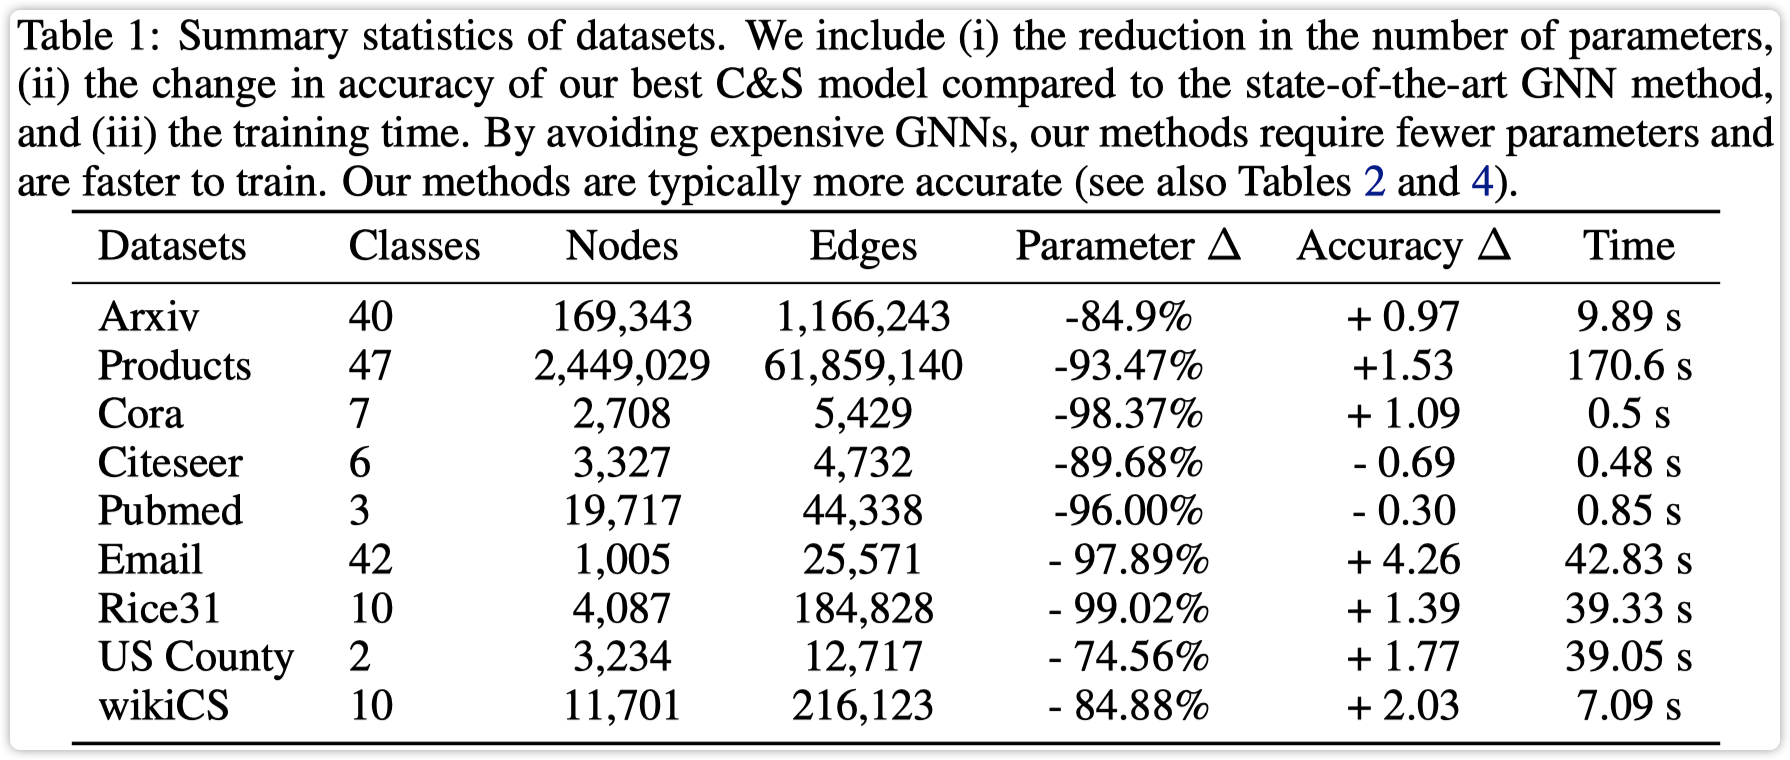 Table 1: Summary statistics of datasets. We include (i) the reduction in the number of parameters,
(ii) the change in accuracy of our best C&S model compared to the state-of-the-art GNN method,
and (iii) the training time. By avoiding expensive GNNs, our methods require fewer parameters and
are faster to train. Our methods are typically more accurate (see also Tables 2 and 4).
Datasets Classes Nodes Edges Parameter Δ Accuracy Δ Time
Arxiv 40 169,343 1,166,243 -84.9% + 0.97 9.89 s
Products 47 2,449,029 61,859,140 -93.47% +1.53 170.6 s
Cora 7 2,708 5,429 -98.37% + 1.09 0.5 s
Citeseer 6 3,327 4,732 -89.68% - 0.69 0.48 s
Pubmed 3 19,717 44,338 -96.00% - 0.30 0.85 s
Email 42 1,005 25,571 - 97.89% + 4.26 42.83 s
Rice31 10 4,087 184,828 - 99.02% + 1.39 39.33 s
US County 2 3,234 12,717 - 74.56% + 1.77 39.05 s
wikiCS 10 11,701 216,123 - 84.88% + 2.03 7.09 s